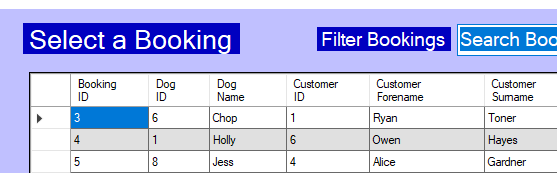 Select a Booking
Filter Bookings
Search Boo
Booking ID Dog ID Dog Name Customer ID Customer Forename Customer Surname
3 6 Chop 1 Ryan Toner
4 1 Holly 6 Owen Hayes
5 8 Jess 4 Alice Gardner